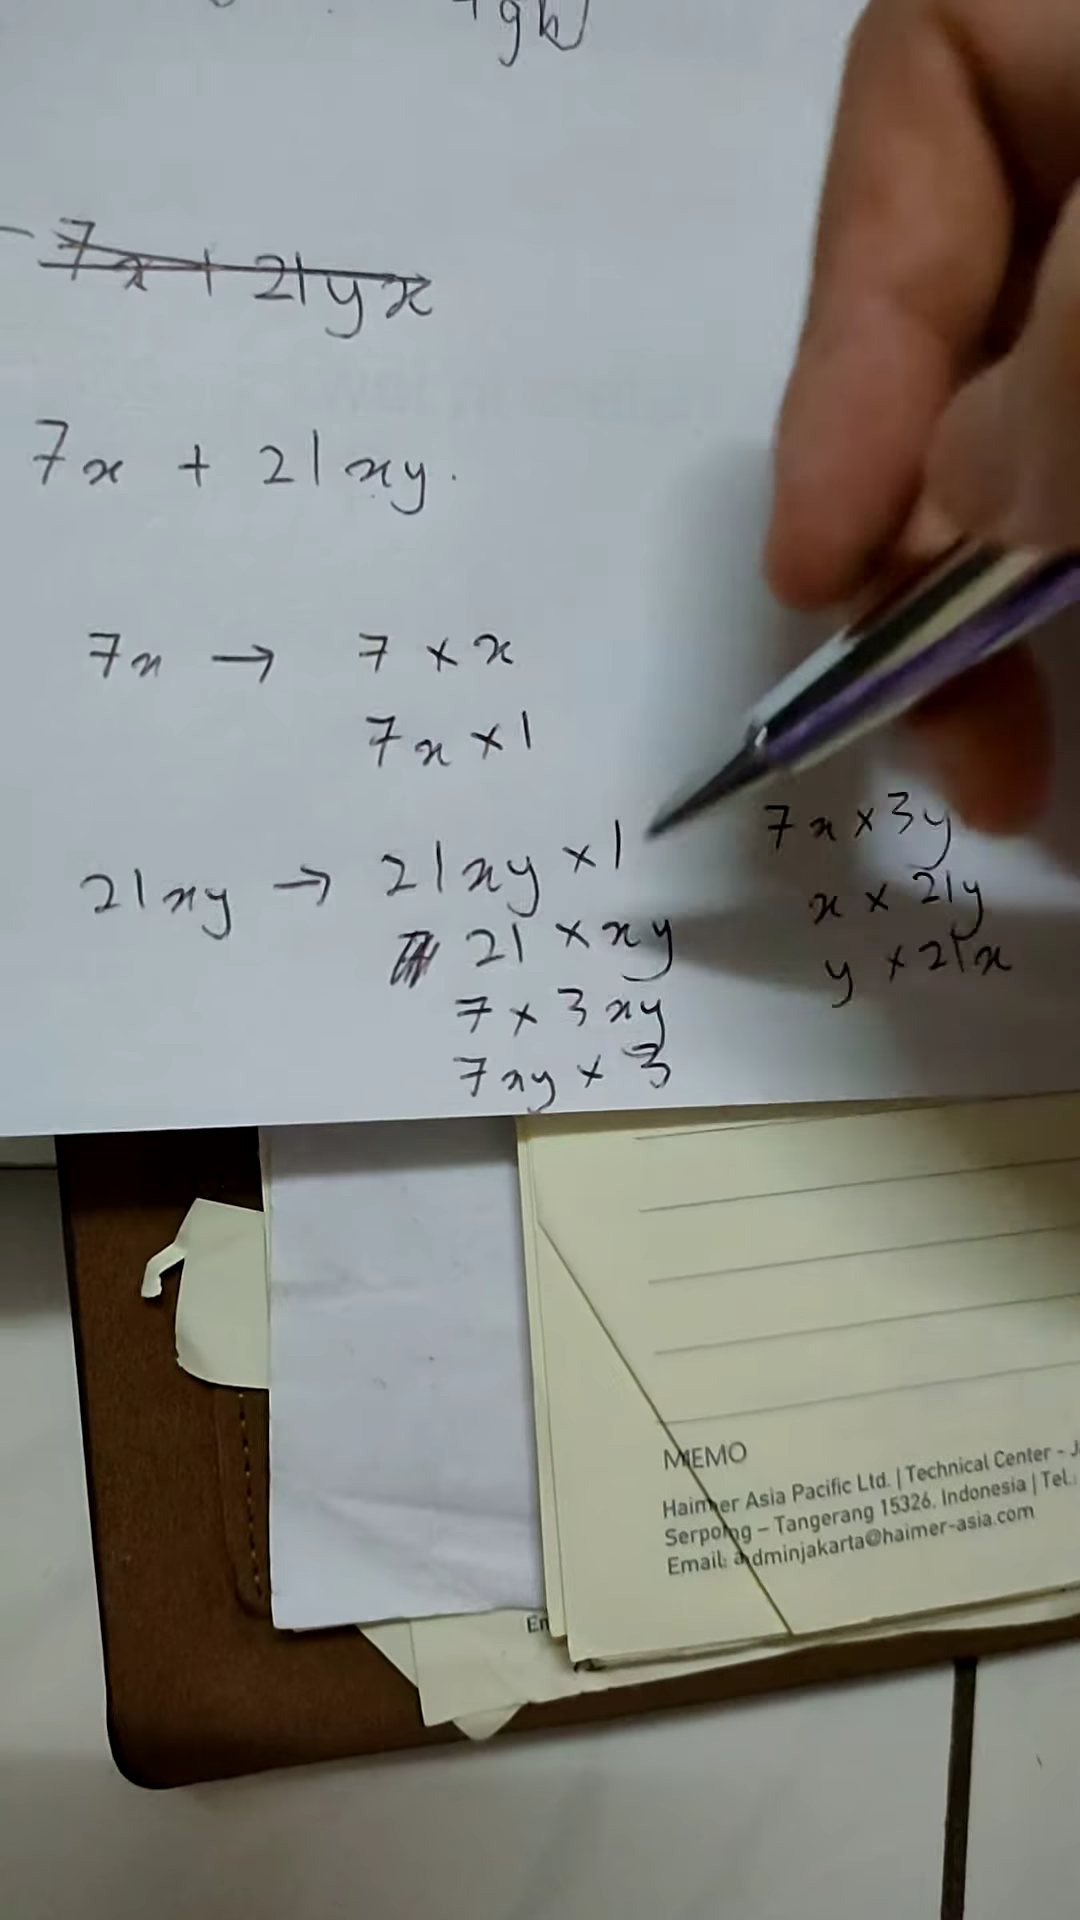 gk
- 7x + 21yx
7x + 21xy.
7x → 7 × x
7x × 1
21xy → 21xy × 1
21 × xy
7 × 3xy
7xy × 3
7x × 3y
x × 21y
y × 21x
MEMO
Haimer Asia Pacific Ltd. | Technical Center - J
Serpong – Tangerang 15326, Indonesia | Tel.:
Email: adminjakarta@haimer-asia.com
Em